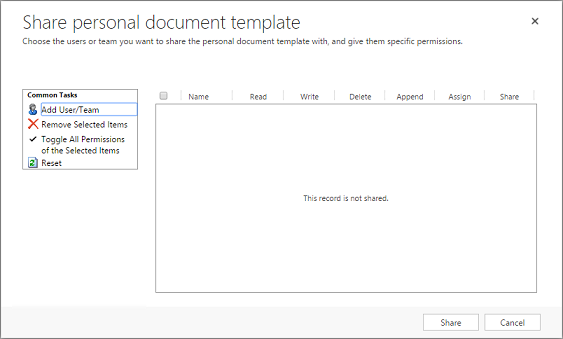 Share personal document template
Choose the users or team you want to share the personal document template with, and give them specific permissions.
Common Tasks
Add User/Team
Remove Selected Items
Toggle All Permissions
of the Selected Items
Reset
Name Read Write Delete Append Assign Share
This record is not shared.
Share Cancel